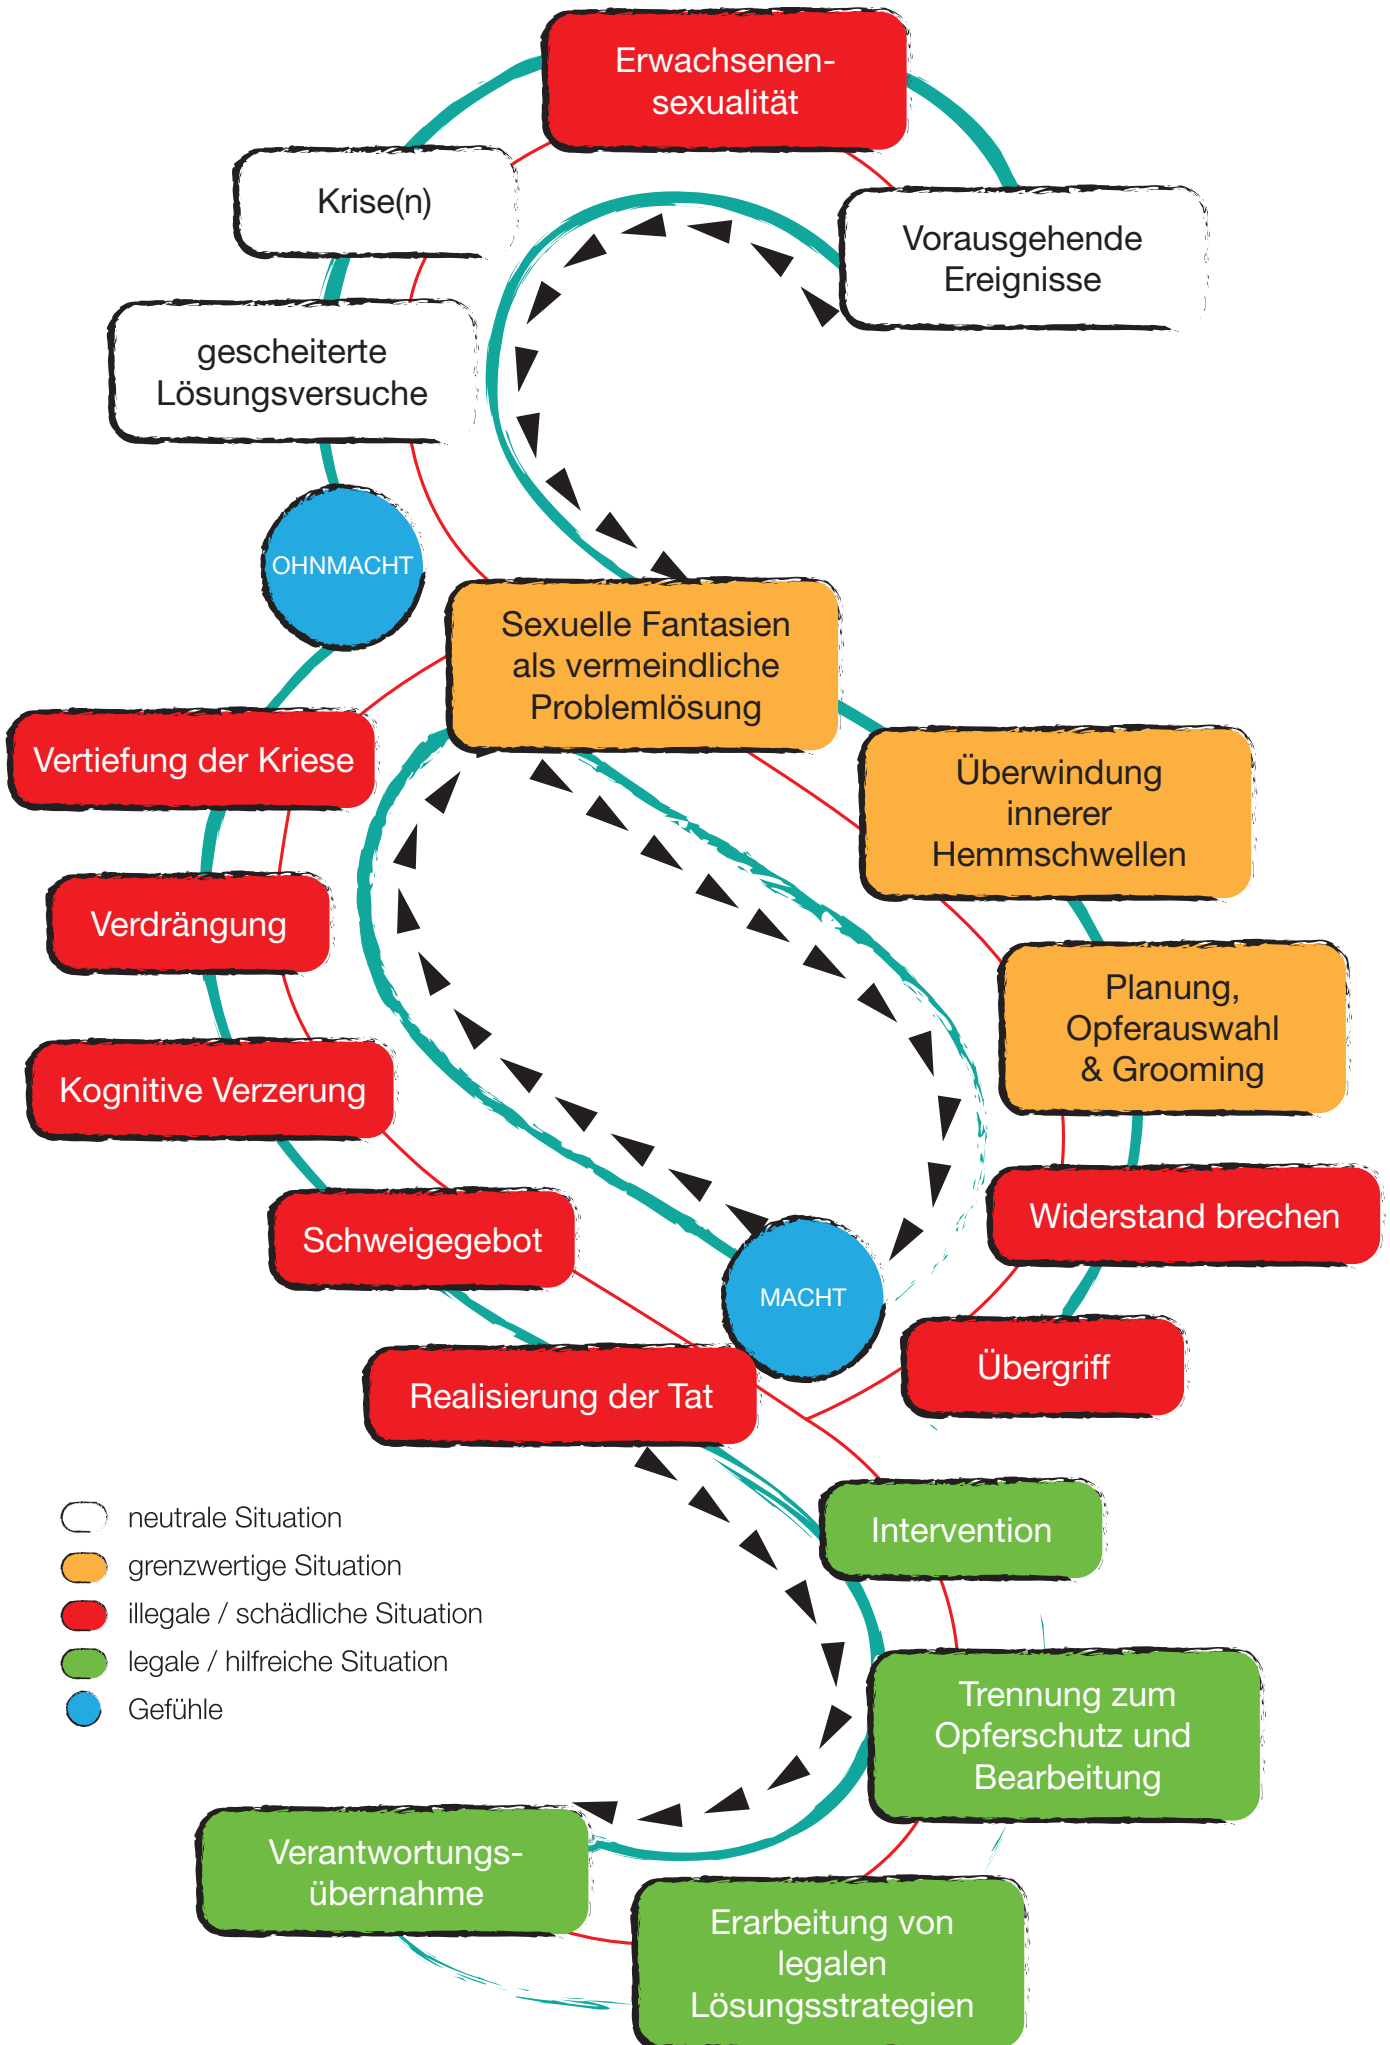 Erwachsenen-
sexualität
Krise(n)
Vorausgehende
Ereignisse
gescheiterte
Lösungsversuche
OHNMACHT
Sexuelle Fantasien
als vermeindliche
Problemlösung
Vertiefung der Kriese
Überwindung
innerer
Hemmschwellen
Verdrängung
Planung,
Opferauswahl
& Grooming
Kognitive Verzerung
Widerstand brechen
Schweigegebot
MACHT
Übergriff
Realisierung der Tat
Intervention
neutrale Situation
grenzwertige Situation
illegale / schädliche Situation
legale / hilfreiche Situation
Gefühle
Trennung zum
Opferschutz und
Bearbeitung
Verantwortungs-
übernahme
Erarbeitung von
legalen
Lösungsstrategien